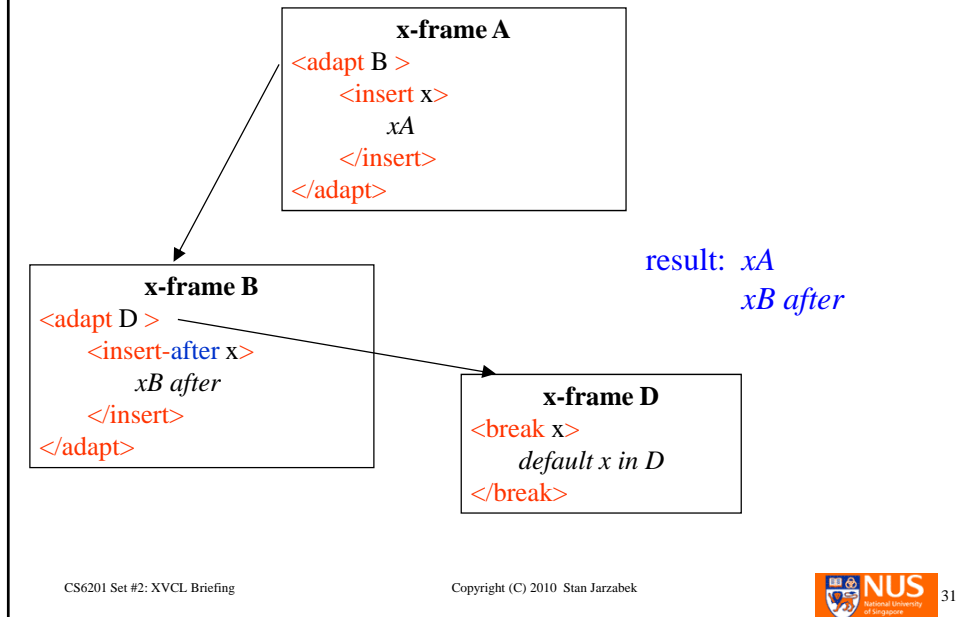 x-frame A
<adapt B >
<insert x>
xA
</insert>
</adapt>
result: xA
xB after
x-frame B
<adapt D >
<insert-after x>
xB after
</insert>
</adapt>
x-frame D
<break x>
default x in D
</break>
CS6201 Set #2: XVCL Briefing
Copyright (C) 2010 Stan Jarzabek
NUS
National University
of Singapore
31